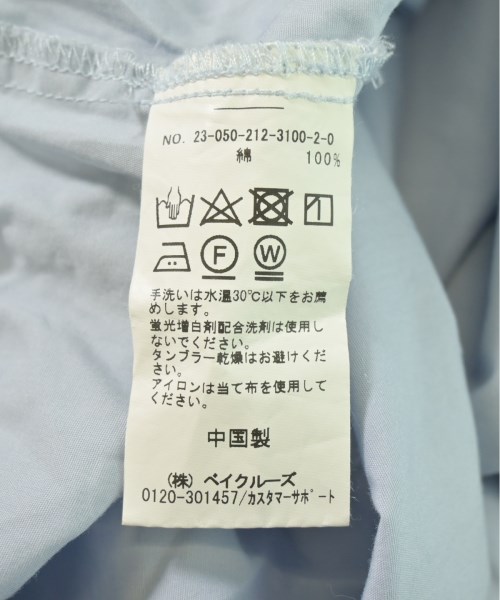 NO. 23-050-212-3100-2-0
綿 100%
F W
手洗いは水温30℃以下をお薦
めします。
蛍光増白剤配合洗剤は使用し
ないでください。
タンブラー乾燥はお避けくだ
さい。
アイロンは当て布を使用して
ください。
中国製
(株) ベイクルーズ
0120-301457/カスタマーサポート